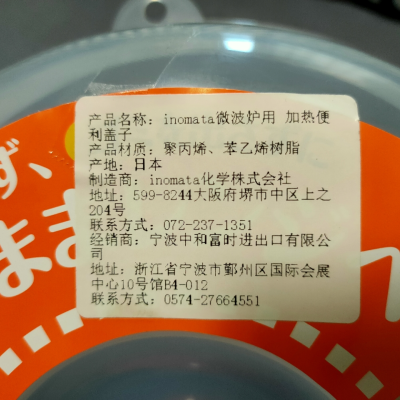 产品名称: inomata微波炉用 加热便
利盖子
产品材质: 聚丙烯、苯乙烯树脂
产地: 日本
制造商: inomata化学株式会社
地址: 599-8244大阪府堺市中区上之
204号
联系方式: 072-237-1351
经销商: 宁波中和富时进出口有限公
司
地址: 浙江省宁波市鄞州区国际会展
中心10号馆B4-012
联系方式: 0574-27664551
ず、
まま